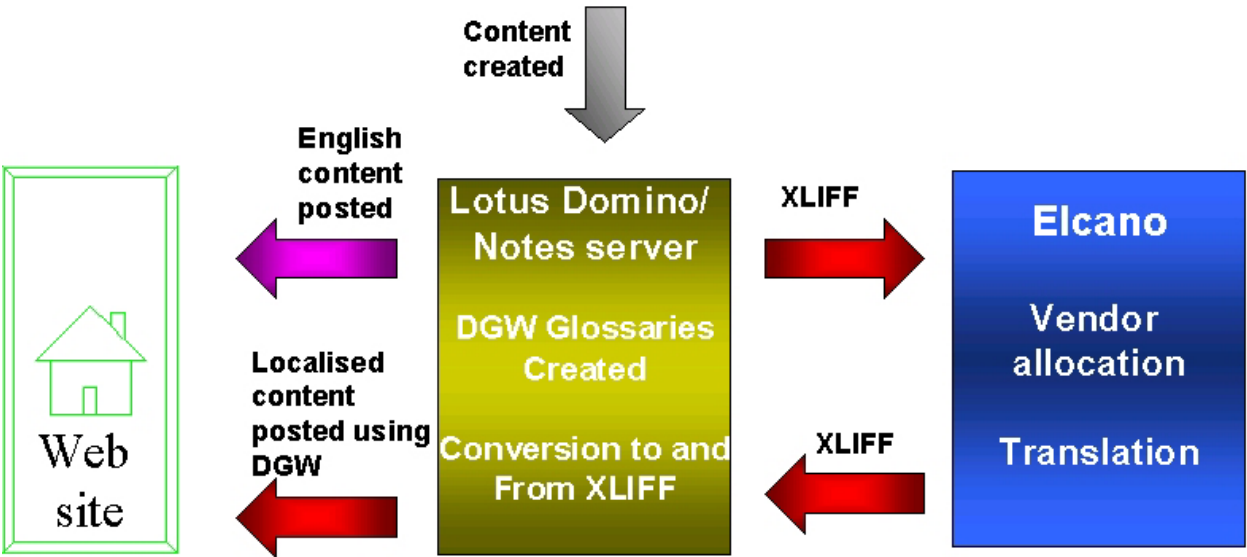 Content
created
English
content
posted
Lotus Domino/
Notes server
DGW Glossaries
Created
Conversion to and
From XLIFF
XLIFF
Elcano
Vendor
allocation
Translation
XLIFF
Localised
content
posted using
DGW
Web
site